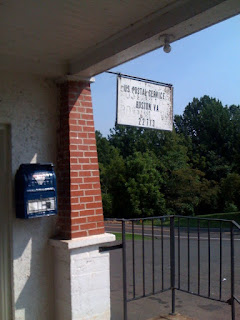 U.S. POSTAL SERVICE
BOSTON VA
22713